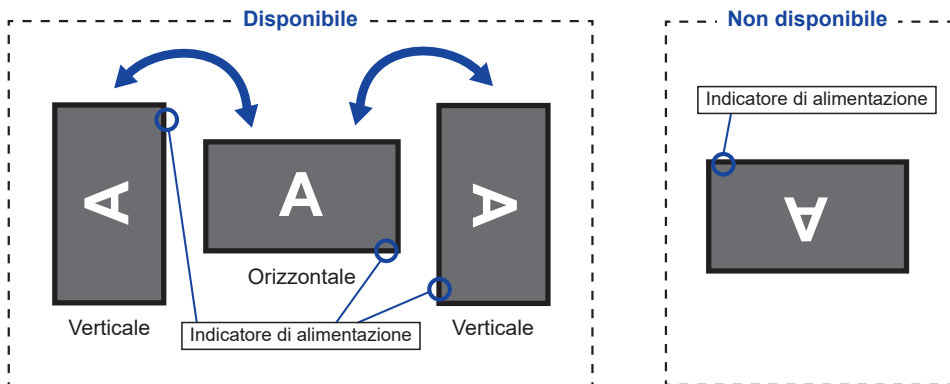 Disponibile
Non disponibile
Indicatore di alimentazione
A
A
A
A
Orizzontale
Verticale
Indicatore di alimentazione
Verticale